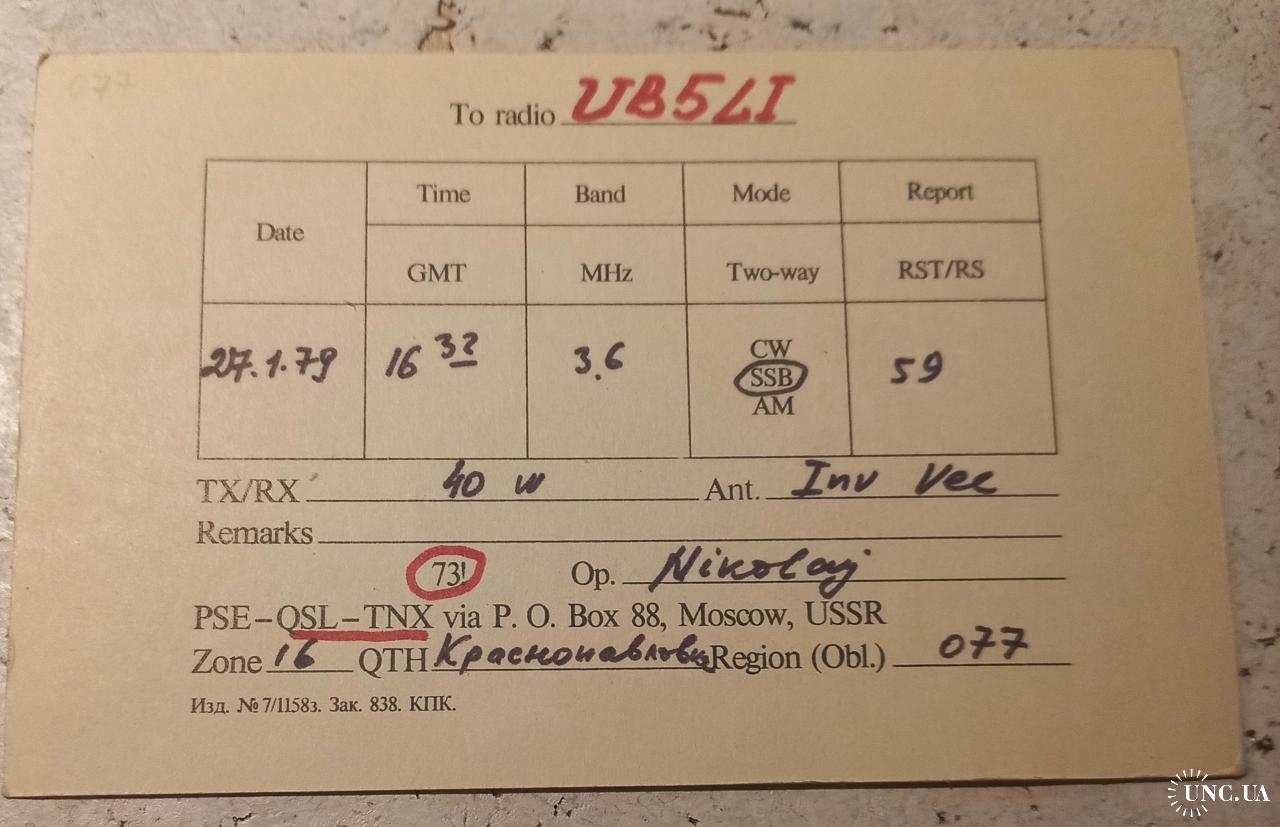 077
To radio UB5LI
Date Time Band Mode Report
GMT MHz Two-way RST/RS
27.1.79 16 32 3.6 CW SSB AM 59
TX/RX 40 w Ant. Inv Vee
Remarks
73! Op. Nikolaj
PSE–QSL–TNX via P. O. Box 88, Moscow, USSR
Zone 16 QTH Краснопавловка Region (Obl.) 077
Изд. № 7/1158з. Зак. 838. КПК.
UNC.UA